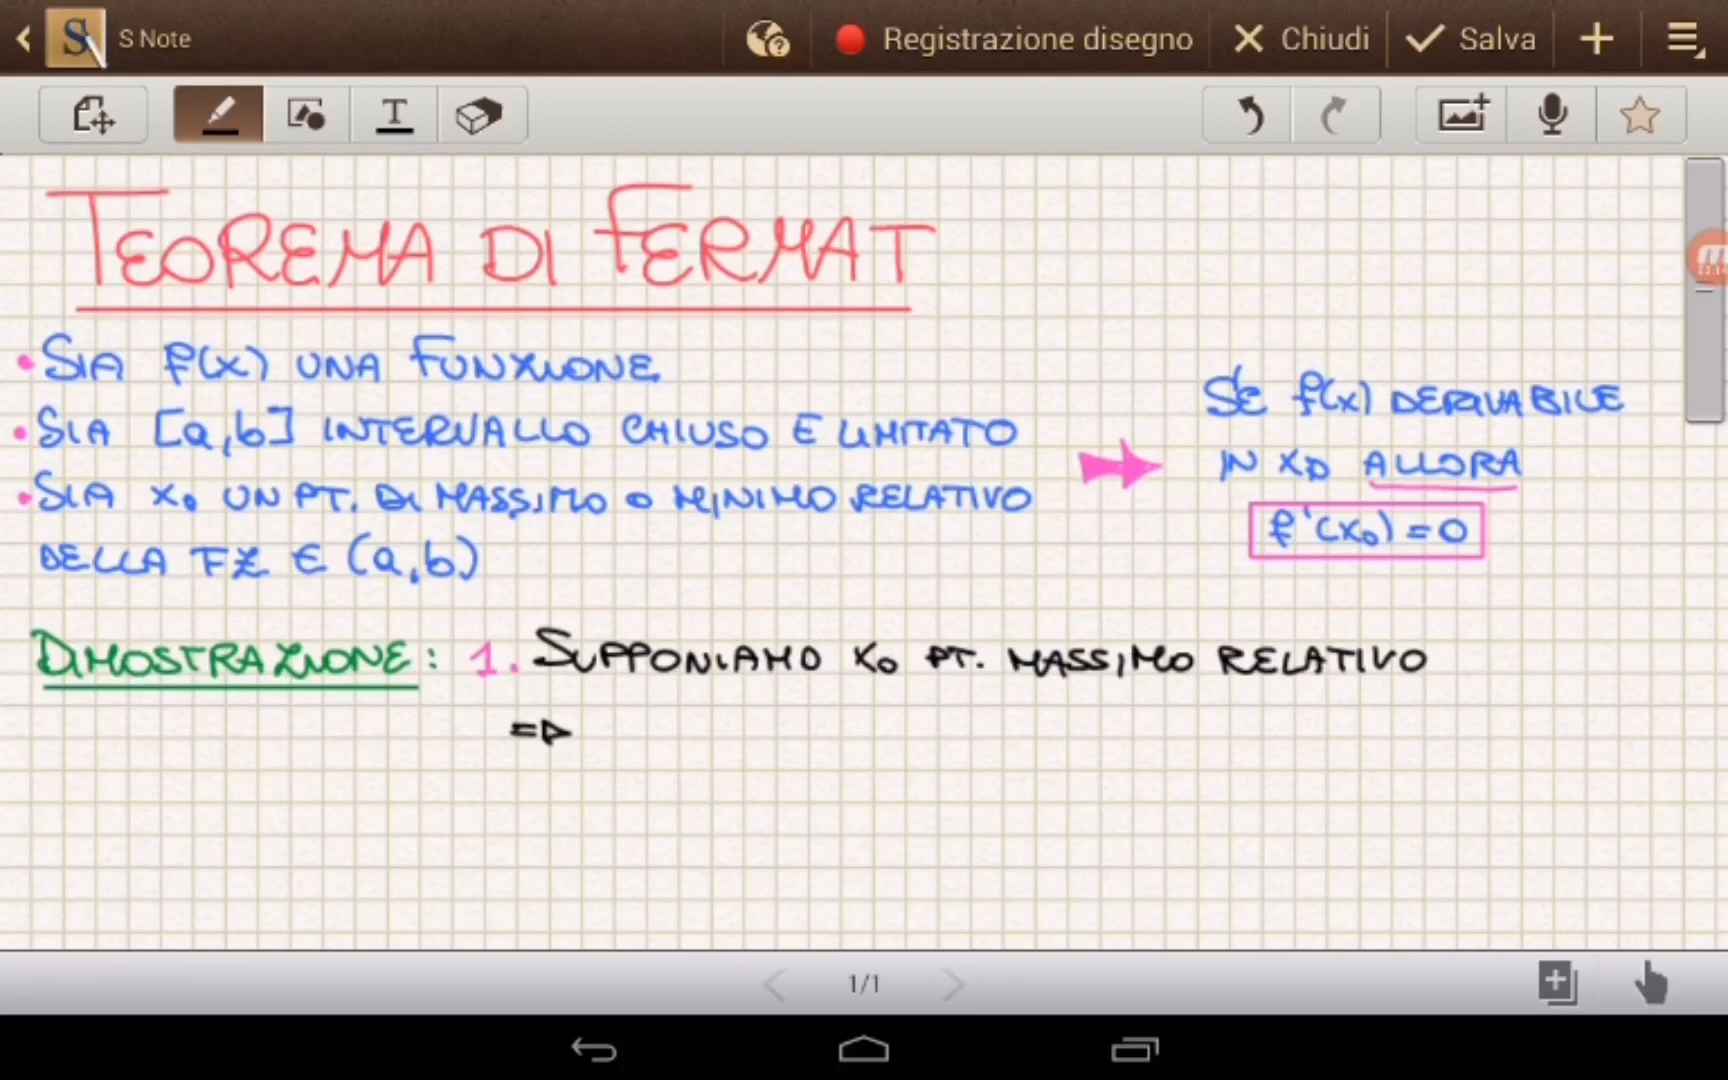 S Note
Registrazione disegno
Chiudi
Salva
TEOREMA DI FERMAT
• SIA f(x) UNA FUNZIONE
• SIA [a,b] INTERVALLO CHIUSO E LIMITATO
• SIA x₀ UN PT. DI MASSIMO O MINIMO RELATIVO
DELLA FZ ∈ (a,b)
SE f(x) DERIVABILE
IN x₀ ALLORA
f'(x₀)=0
DIMOSTRAZIONE: 1. SUPPONIAMO x₀ PT. MASSIMO RELATIVO
⇒
1/1